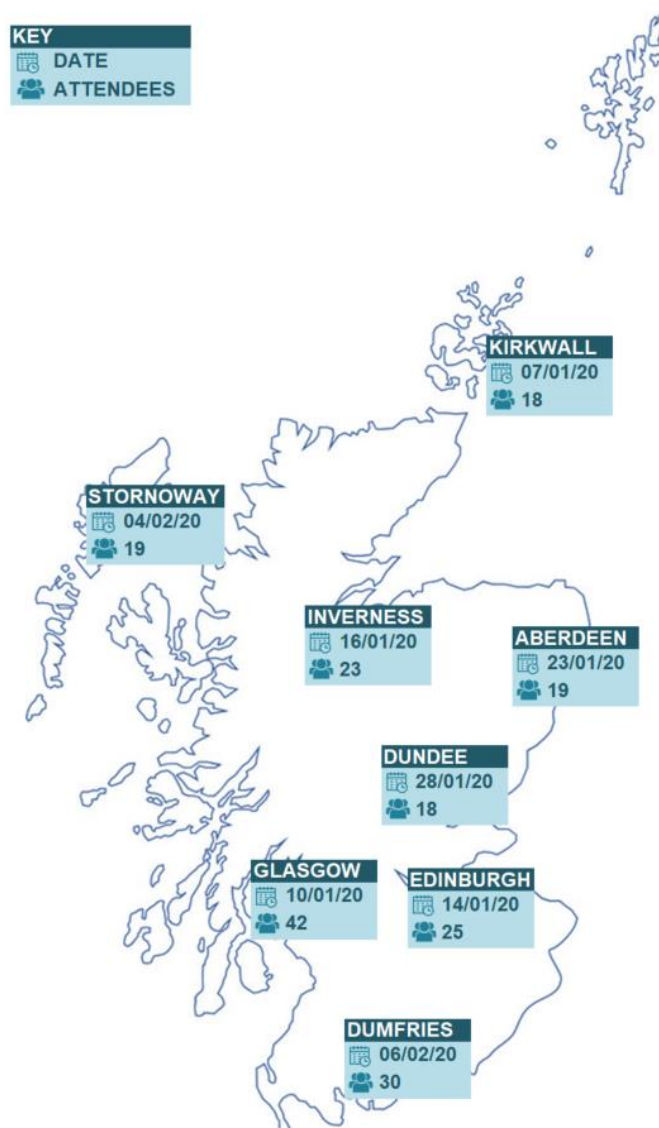 KEY
DATE
ATTENDEES
KIRKWALL
07/01/20
18
STORNOWAY
04/02/20
19
INVERNESS
16/01/20
23
ABERDEEN
23/01/20
19
DUNDEE
28/01/20
18
GLASGOW
10/01/20
42
EDINBURGH
14/01/20
25
DUMFRIES
06/02/20
30